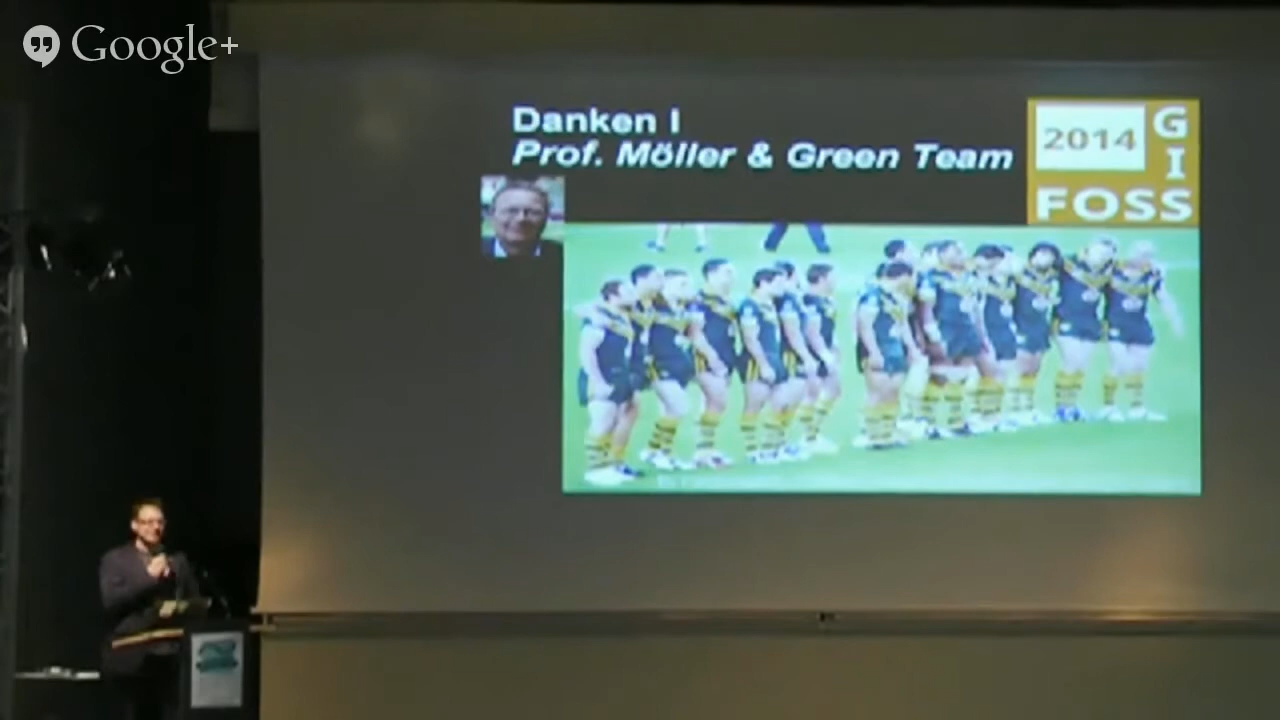 Google+
Danken I
Prof. Möller & Green Team
2014 G
I
FOSS